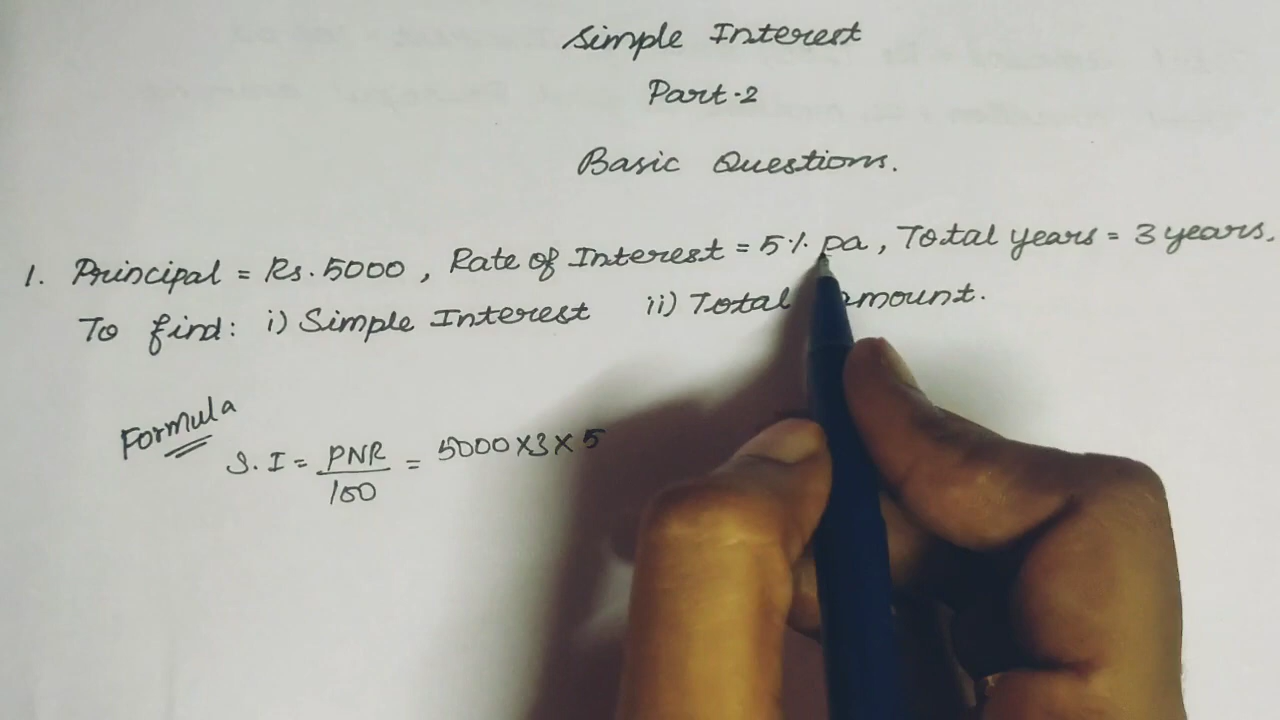 Simple Interest
Part-2
Basic Questions.
1. Principal = Rs. 5000, Rate of Interest = 5% pa, Total years = 3 years.
To find: i) Simple Interest ii) Total mount.
Formula
S.I = PNR = 5000 X 3 X 5
100